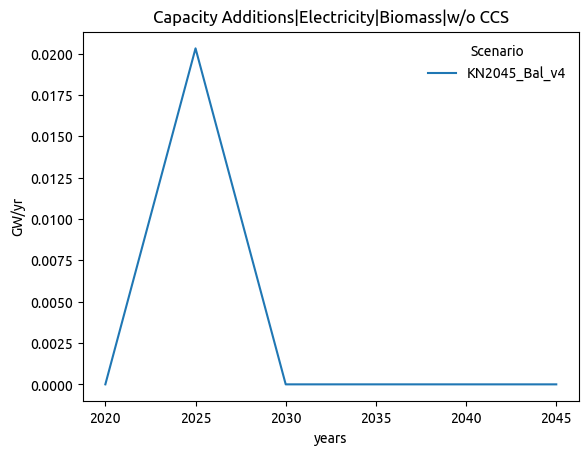 Capacity Additions|Electricity|Biomass|w/o CCS
Scenario
KN2045_Bal_v4
GW/yr
0.0200
0.0175
0.0150
0.0125
0.0100
0.0075
0.0050
0.0025
0.0000
2020 2025 2030 2035 2040 2045
years